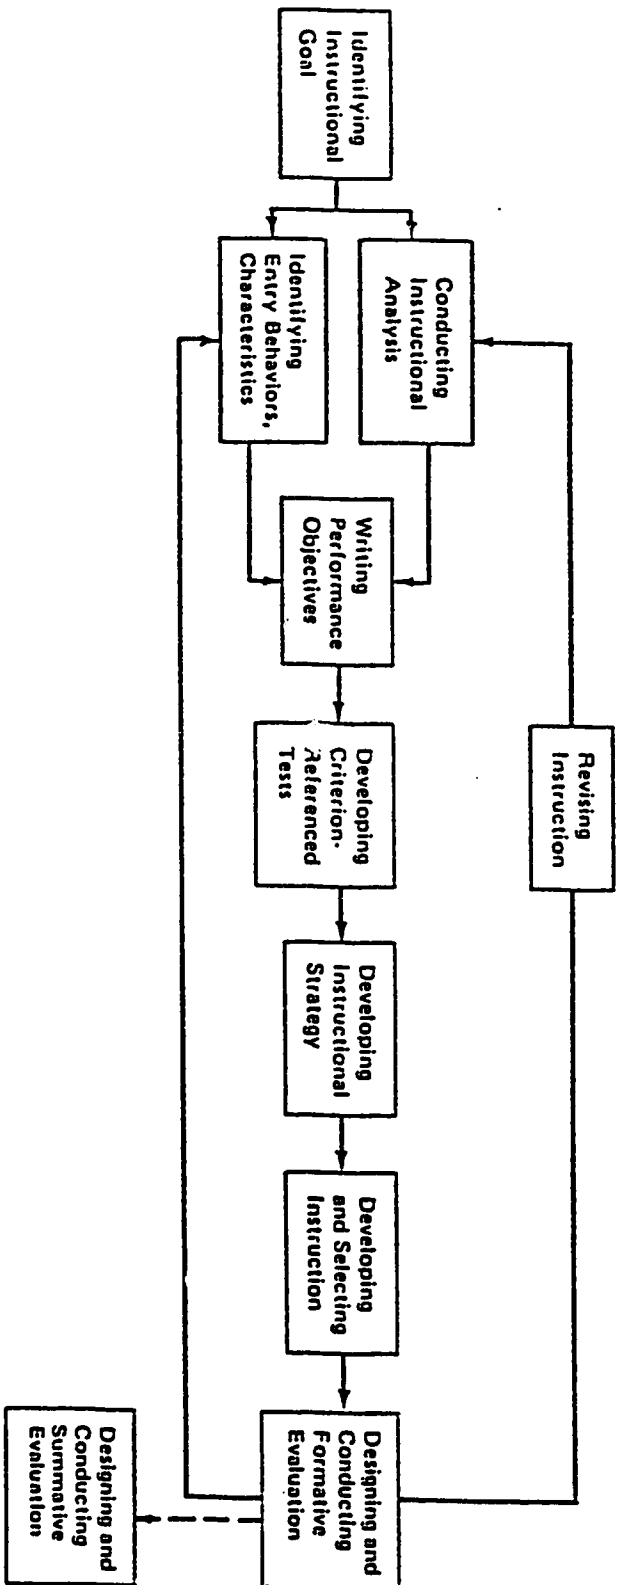 Identifying
Instructional
Goal
Conducting
Instructional
Analysis
Identifying
Entry Behaviors,
Characteristics
Writing
Performance
Objectives
Developing
Criterion-
Referenced
Tests
Developing
Instructional
Strategy
Developing
and Selecting
Instruction
Revising
Instruction
Designing and
Conducting
Formative
Evaluation
Designing and
Conducting
Summative
Evaluation